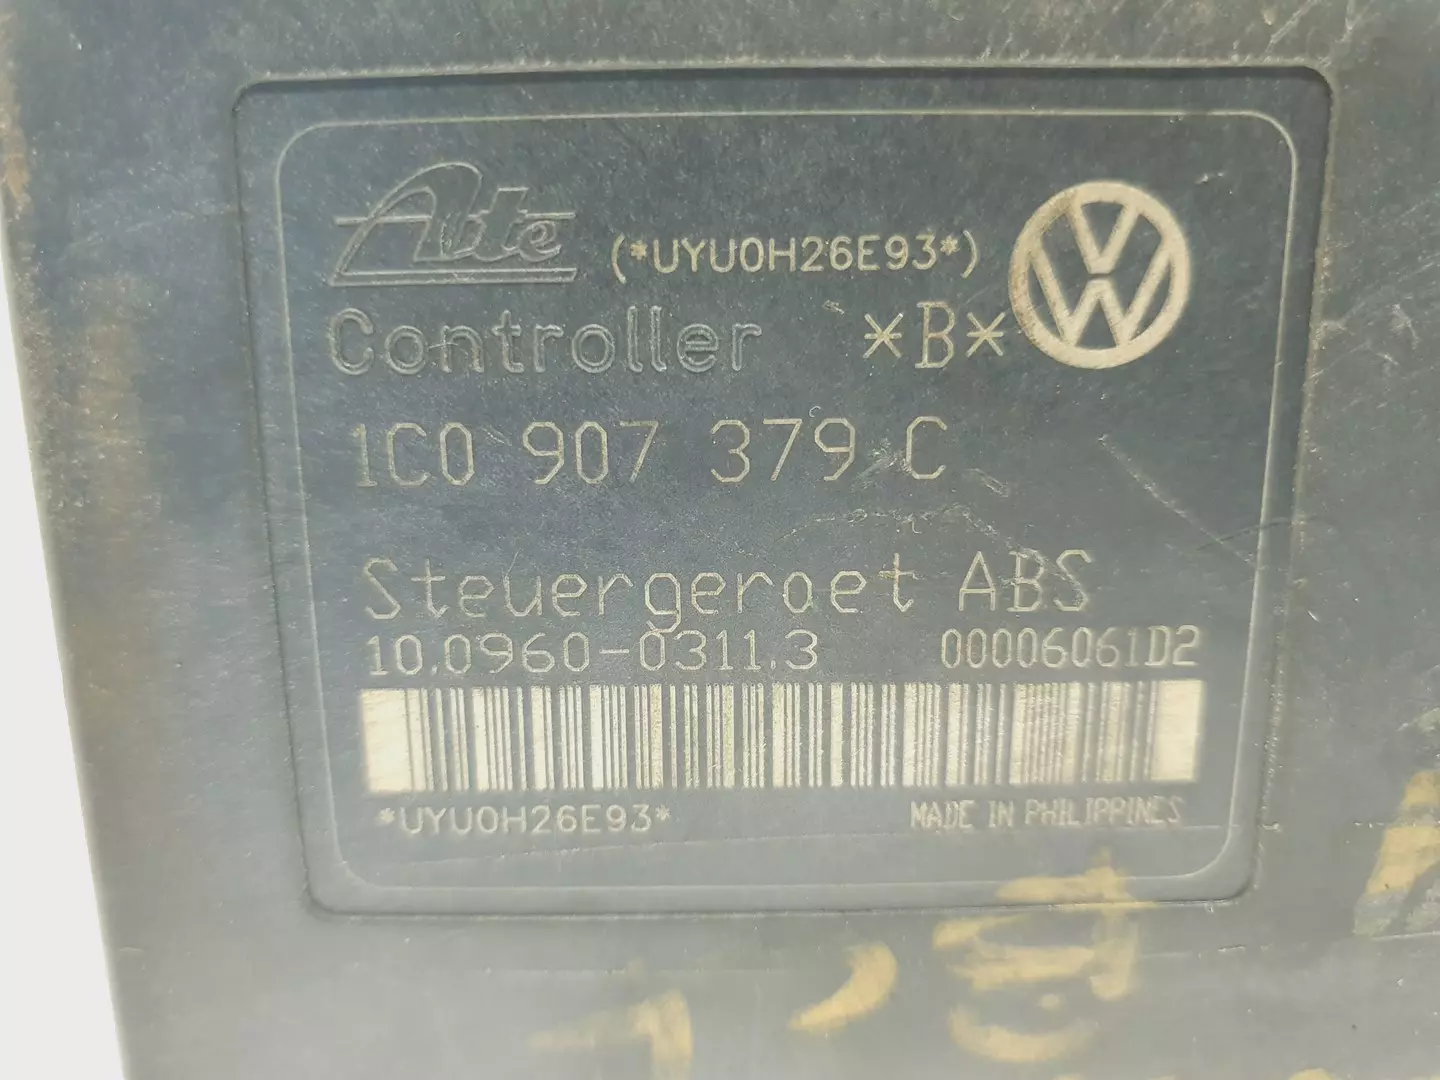 Ate (*UYU0H26E93*)
Controller *B*
1C0 907 379 C
Steuergeraet ABS
10.0960-0311.3 00006061D2
*UYU0H26E93* MADE IN PHILIPPINES